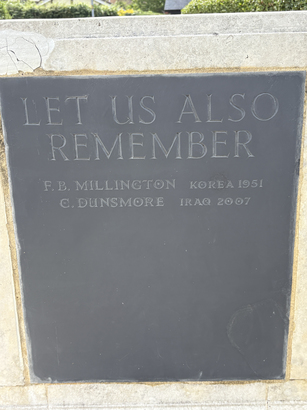 LET US ALSO
REMEMBER
F. B. MILLINGTON KOREA 1951
C. DUNSMORE IRAQ 2007